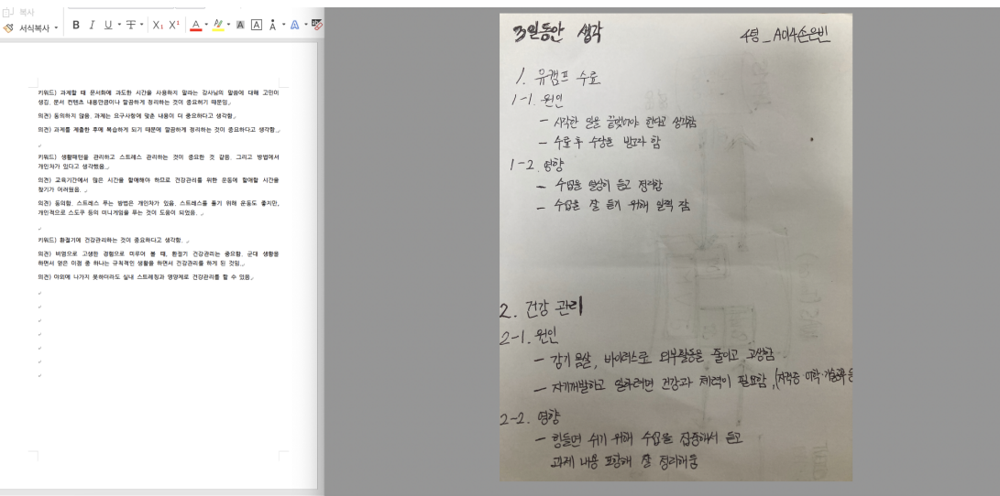 복사
서식복사
B I U 가 X₁ X¹ A A A A A
키워드) 과제할 때 문서화에 과도한 시간을 사용하지 말라는 강사님의 말씀에 대해 고민이
생김. 문서 컨텐츠 내용만큼이나 깔끔하게 정리하는 것이 중요하기 때문임
의견) 동의하지 않음. 과제는 요구사항에 맞춘 내용이 더 중요하다고 생각함
의견) 과제를 제출한 후에 복습하게 되기 때문에 깔끔하게 정리하는 것이 중요하다고 생각함
키워드) 생활패턴을 관리하고 스트레스 관리하는 것이 중요한 것 같음. 그리고 방법에서
개인차가 있다고 생각했음
의견) 교육기간에서 많은 시간을 할애해야 하므로 건강관리를 위한 운동에 할애할 시간을
찾기가 어려웠음.
의견) 동의함. 스트레스 푸는 방법은 개인차가 있음. 스트레스를 풀기 위해 운동도 좋지만,
개인적으로 스도쿠 등의 미니게임을 푸는 것이 도움이 되었음.
키워드) 환절기에 건강관리하는 것이 중요하다고 생각함.
의견) 비염으로 고생한 경험으로 미루어 볼 때, 환절기 건강관리는 중요함. 군대 생활을
하면서 얻은 이점 중 하나는 규칙적인 생활을 하면서 건강관리를 하게 된 것임
의견) 야외에 나가지 못하더라도 실내 스트레칭과 영양제로 건강관리를 할 수 있음
3일동안 생각
4팀_A014손은빈
1. 유캠프 수료
1-1. 원인
- 시작한 일을 끝맺어야 한다고 생각함
- 수료 후 수당을 받고자 함
1-2. 영향
- 수업을 열심히 듣고 정리함
- 수업을 잘 듣기 위해 일찍 잠
2. 건강 관리
2-1. 원인
- 감기 몸살, 바이러스로 외부활동을 줄이고 고생함
- 자기개발하고 일하려면 건강과 체력이 필요함, (자격증 어학·기술공부 등
2-2. 영향
- 힘들면 쉬기 위해 수업을 집중해서 듣고
과제 내용 포함해 잘 정리해둠